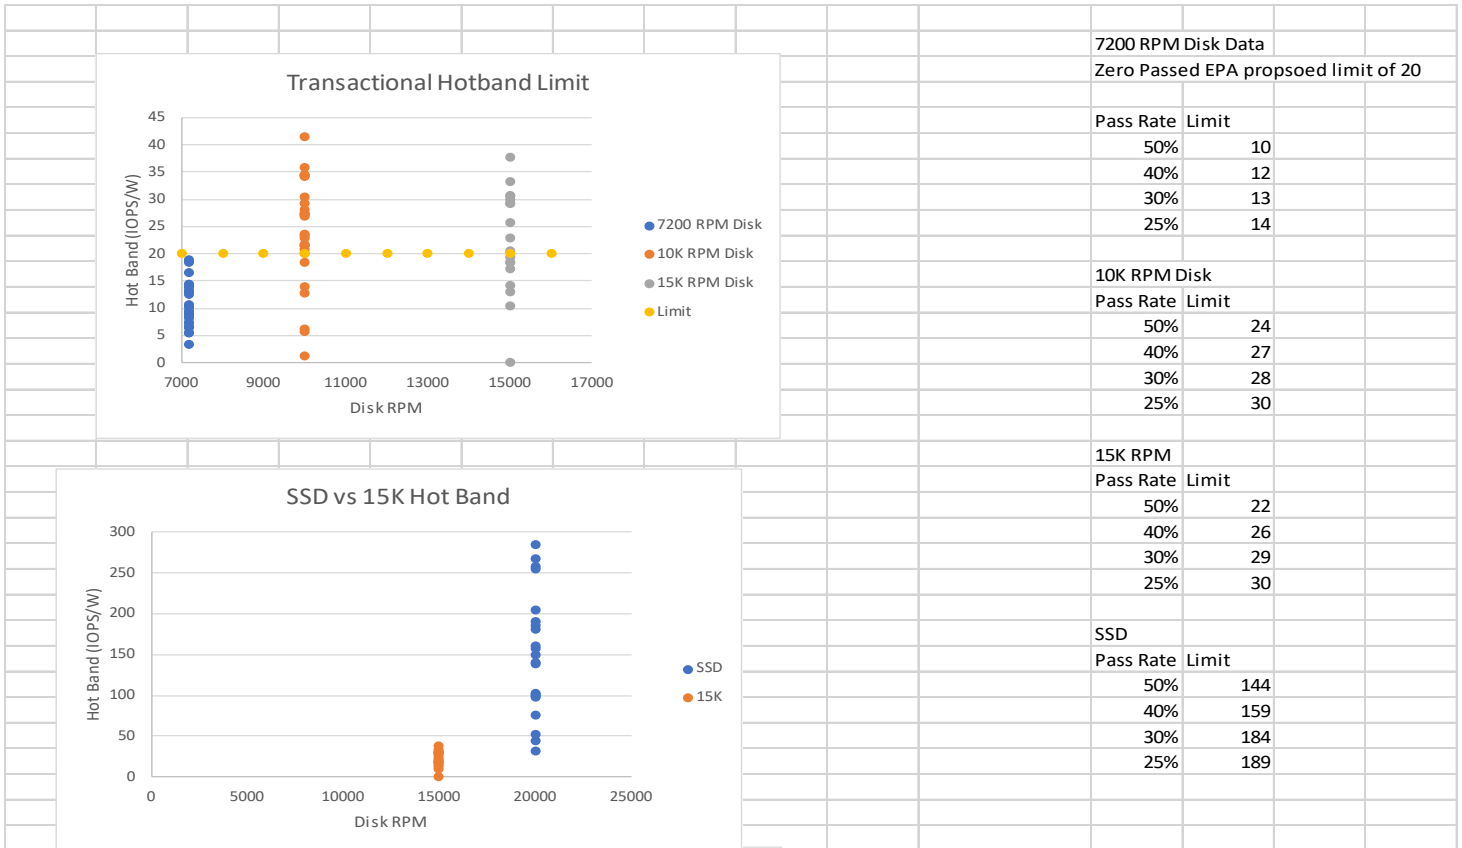 Transactional Hotband Limit
45
40
35
30
25
20
15
10
5
0
Hot Band (IOPS/W)
7000 9000 11000 13000 15000 17000
Disk RPM
7200 RPM Disk
10K RPM Disk
15K RPM Disk
Limit
SSD vs 15K Hot Band
300
250
200
150
100
50
0
Hot Band (IOPS/W)
0 5000 10000 15000 20000 25000
Disk RPM
SSD
15K
7200 RPM Disk Data
Zero Passed EPA propsoed limit of 20
Pass Rate Limit
50% 10
40% 12
30% 13
25% 14
10K RPM Disk
Pass Rate Limit
50% 24
40% 27
30% 28
25% 30
15K RPM
Pass Rate Limit
50% 22
40% 26
30% 29
25% 30
SSD
Pass Rate Limit
50% 144
40% 159
30% 184
25% 189